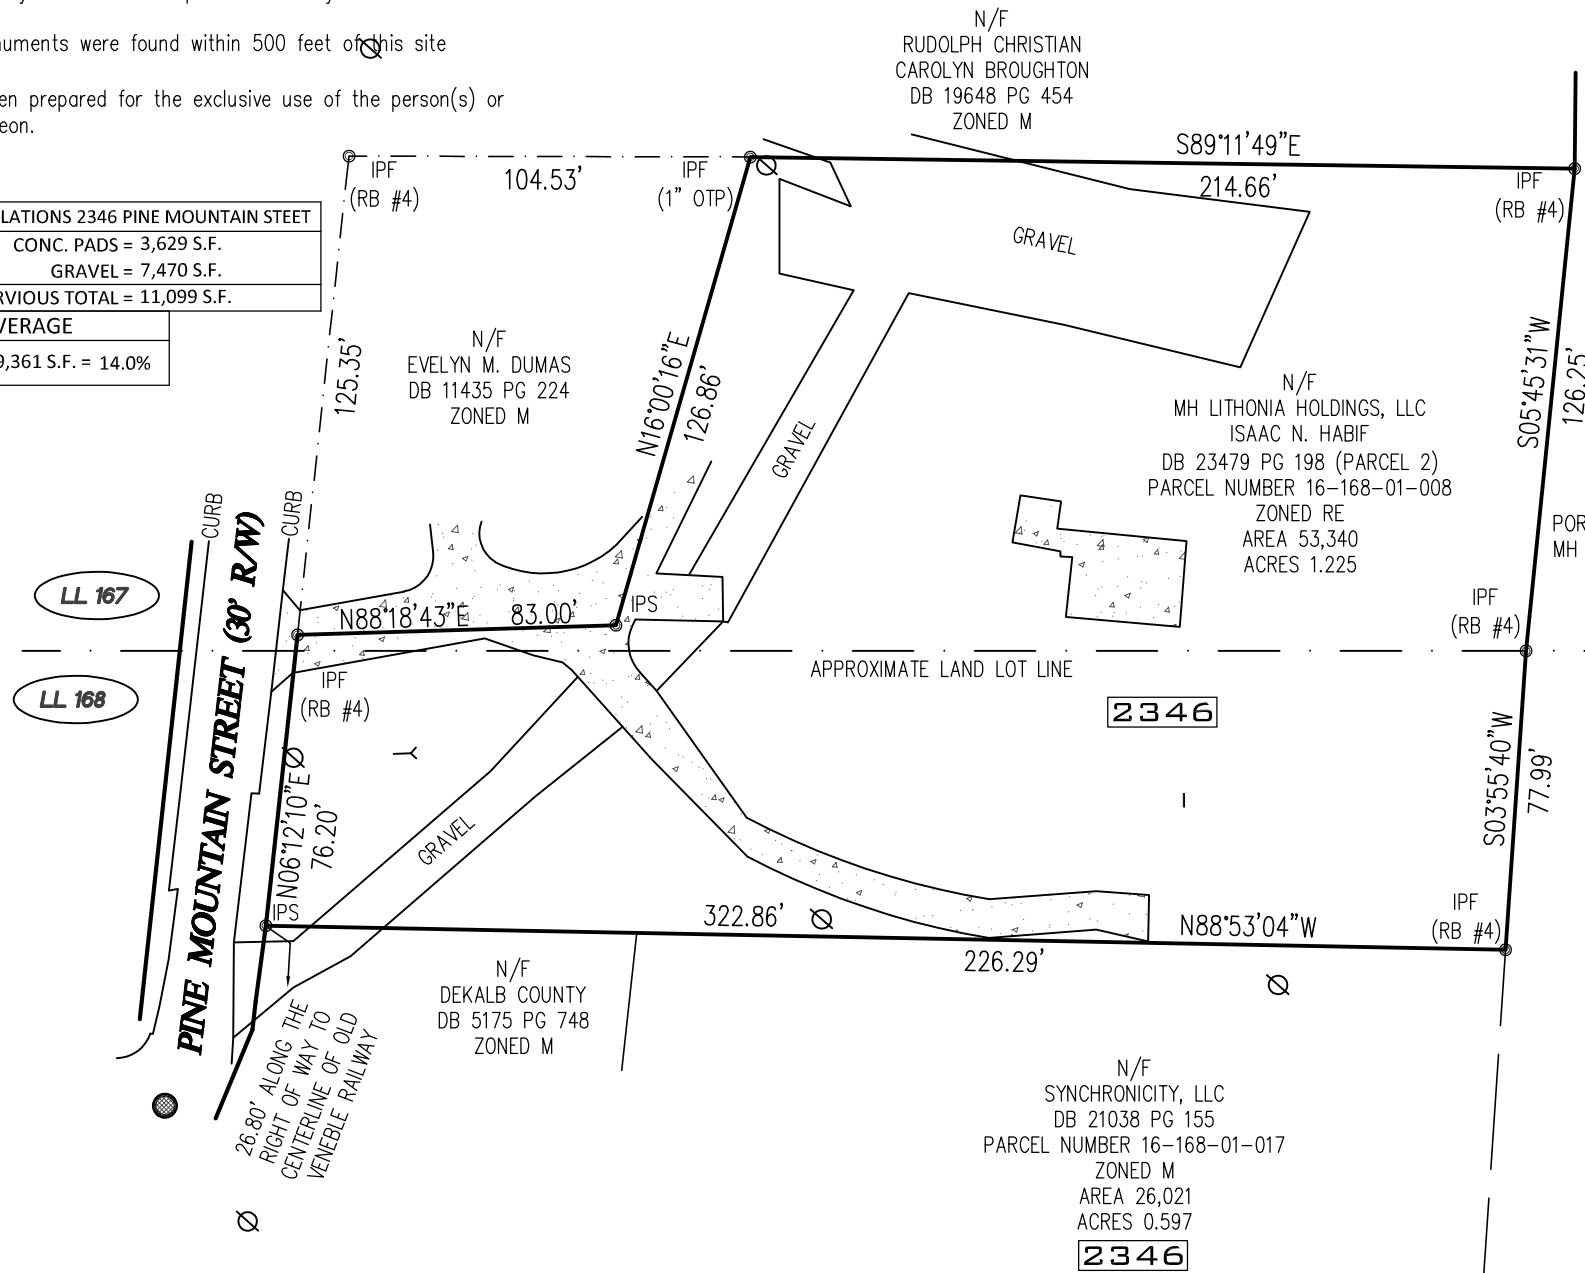 numents were found within 500 feet of this site
en prepared for the exclusive use of the person(s) or
eon.
LATIONS 2346 PINE MOUNTAIN STEET
CONC. PADS = 3,629 S.F.
GRAVEL = 7,470 S.F.
RVIOUS TOTAL = 11,099 S.F.
VERAGE
9,361 S.F. = 14.0%
N/F
RUDOLPH CHRISTIAN
CAROLYN BROUGHTON
DB 19648 PG 454
ZONED M
IPF
(RB #4)
104.53'
IPF
(1" OTP)
S89°11'49"E
214.66'
IPF
(RB #4)
GRAVEL
125.35'
N/F
EVELYN M. DUMAS
DB 11435 PG 224
ZONED M
N16°00'16"E
126.86'
GRAVEL
S05°45'31"W
126.25'
N/F
MH LITHONIA HOLDINGS, LLC
ISAAC N. HABIF
DB 23479 PG 198 (PARCEL 2)
PARCEL NUMBER 16-168-01-008
ZONED RE
AREA 53,340
ACRES 1.225
POR
MH
CURB
CURB
PINE MOUNTAIN STREET (30' R/W)
LL 167
LL 168
N88°18'43"E 83.00'
IPS
IPF
(RB #4)
IPF
(RB #4)
APPROXIMATE LAND LOT LINE
2346
N06°12'10"E
76.20'
GRAVEL
S03°55'40"W
77.99'
IPS
322.86'
N88°53'04"W
226.29'
IPF
(RB #4)
N/F
DEKALB COUNTY
DB 5175 PG 748
ZONED M
26.80' ALONG THE
RIGHT OF WAY TO
CENTERLINE OF OLD
VENEBLE RAILWAY
N/F
SYNCHRONICITY, LLC
DB 21038 PG 155
PARCEL NUMBER 16-168-01-017
ZONED M
AREA 26,021
ACRES 0.597
2346